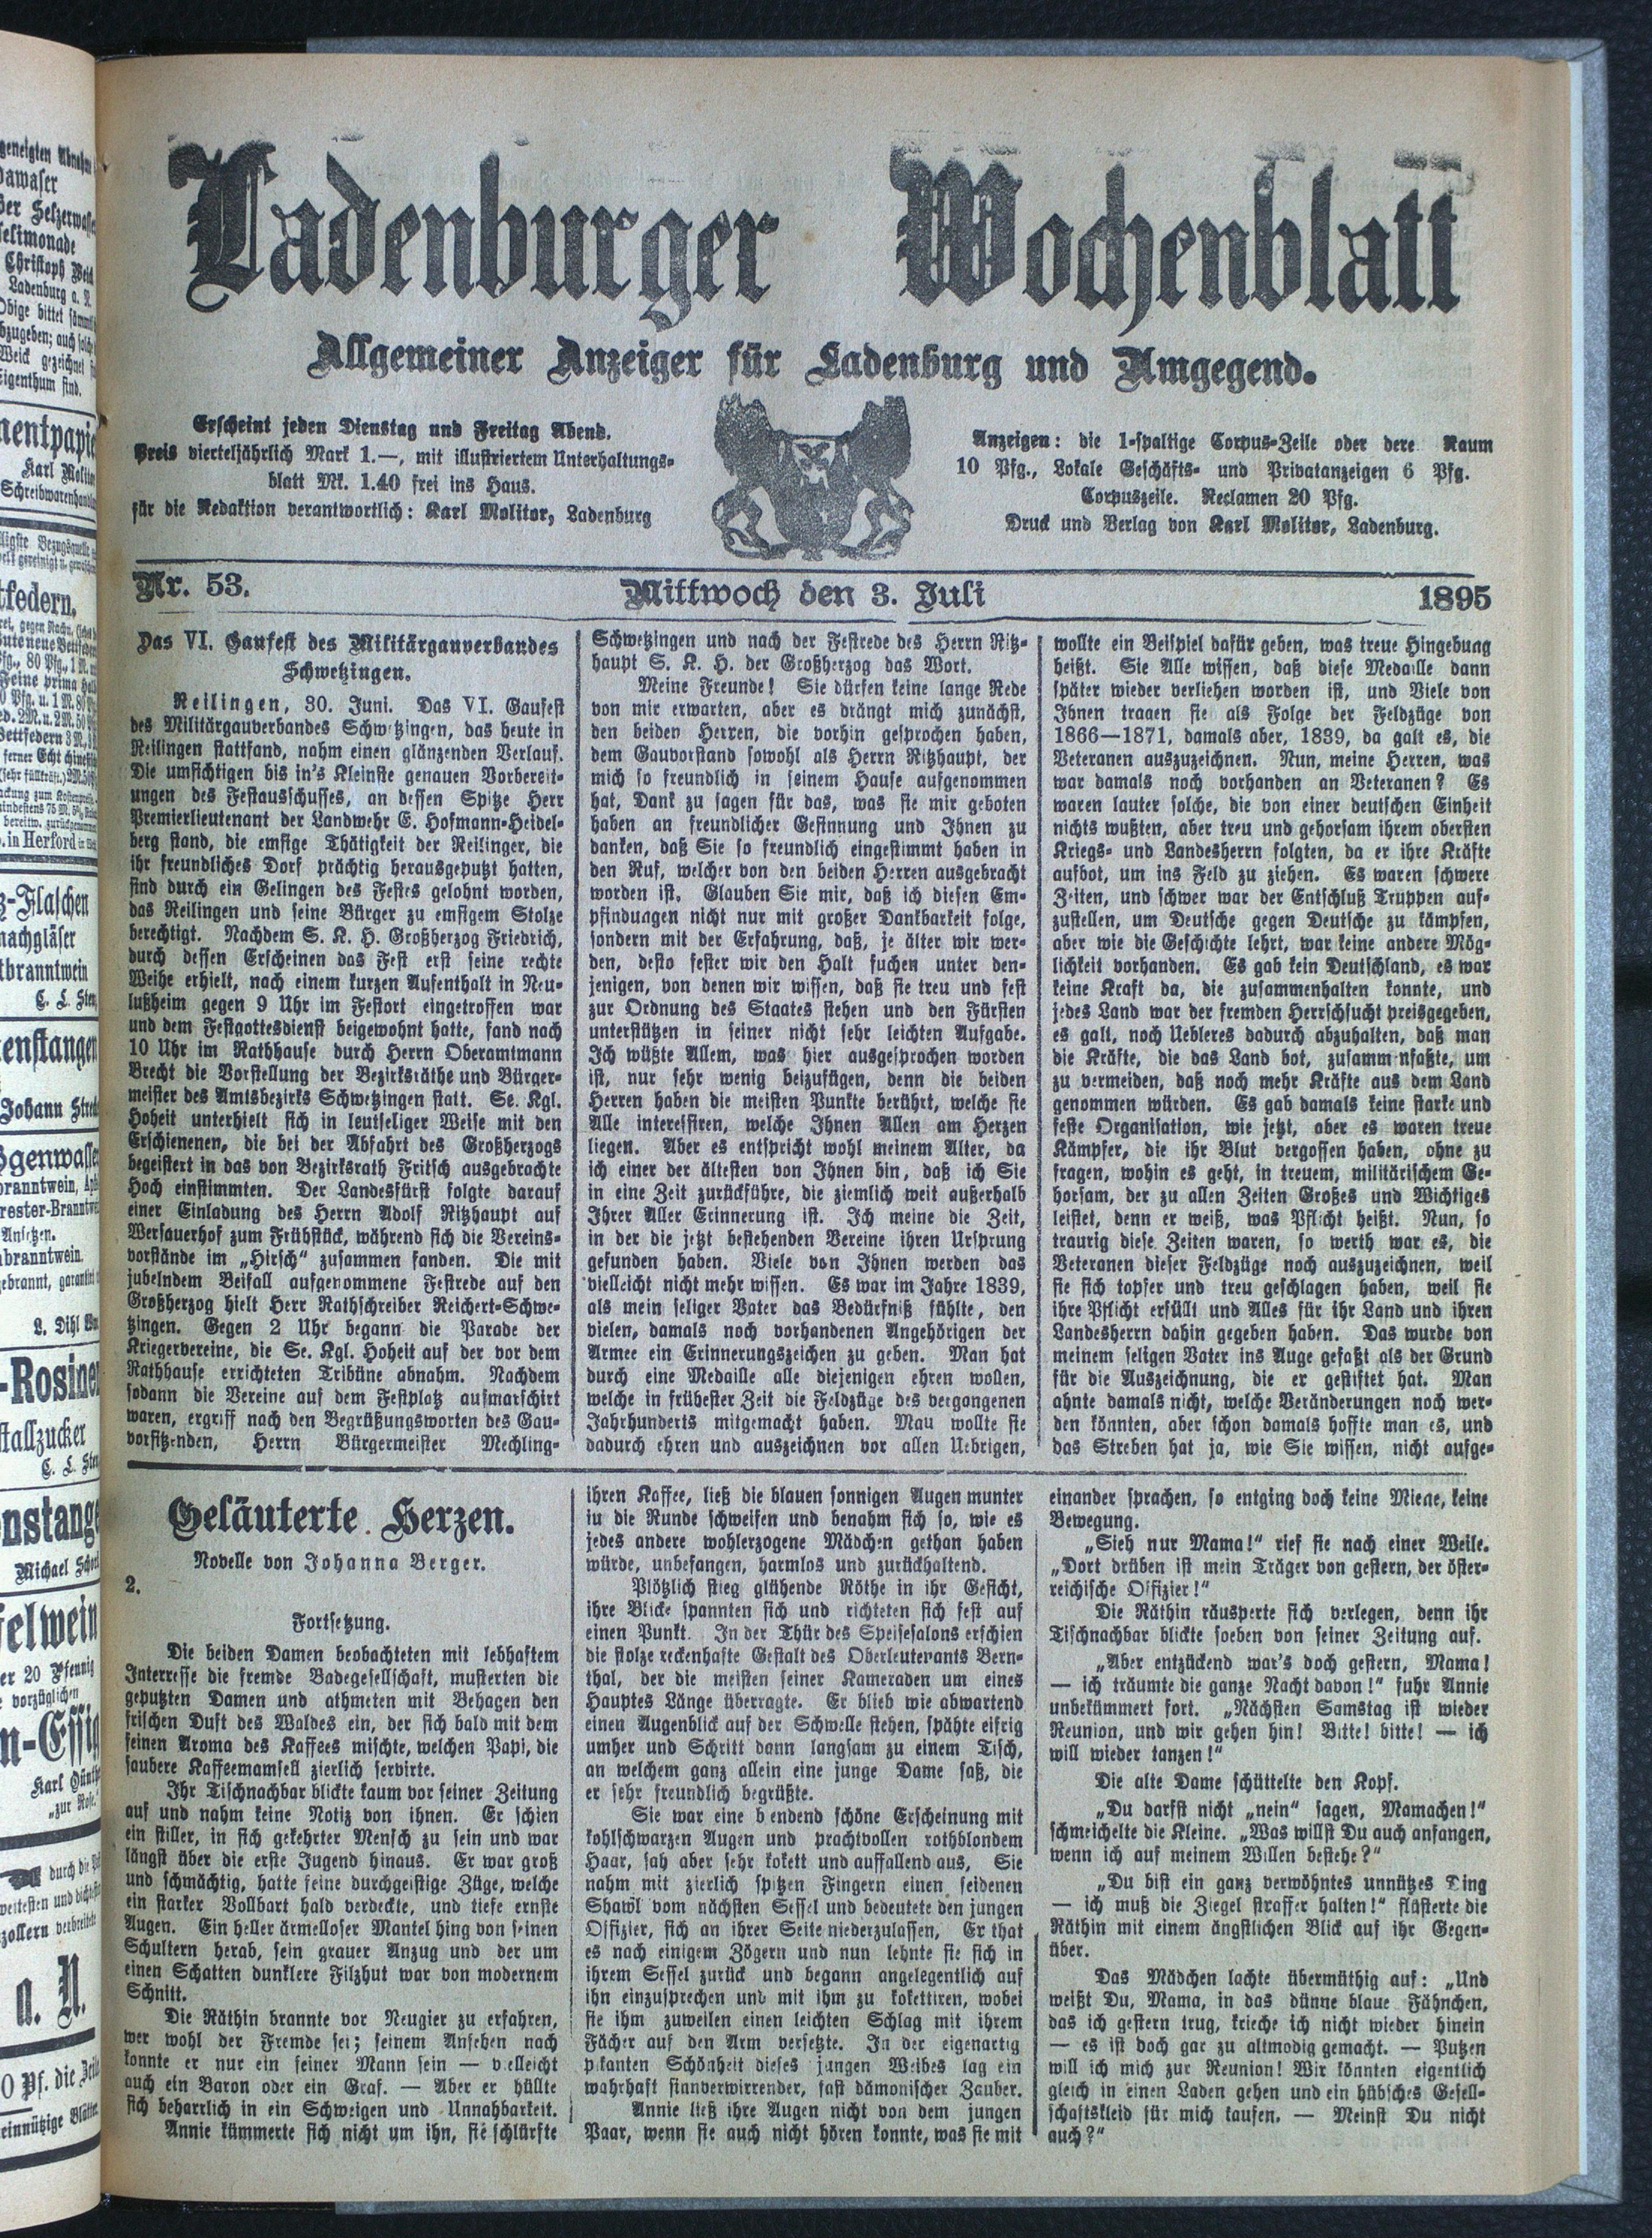 Ladenburger Wochenblatt
Allgemeiner Anzeiger für Ladenburg und Umgegend.
Erscheint jeden Dienstag und Freitag Abend.
Preis vierteljährlich Mark 1.—, mit illustriertem Unterhaltungs-
blatt Mk. 1.40 frei ins Haus.
für die Redaktion verantwortlich: Karl Molitor, Ladenburg
Anzeigen: die 1-spaltige Corpus-Zeile oder dere Raum
10 Pfg., Lokale Geschäfts- und Privatanzeigen 6 Pfg.
Corpuszeile. Reclamen 20 Pfg.
Druck und Verlag von Karl Molitor, Ladenburg.
Nr. 53.
Mittwoch den 3. Juli
1895
Das VI. Gaufest des Militärgauverbandes
Schwetzingen.
Reilingen, 30. Juni. Das VI. Gaufest
des Militärgauverbandes Schwetzingen, das heute in
Reilingen stattfand, nahm einen glänzenden Verlauf.
Die umsichtigen bis in's Kleinste genauen Vorbereit-
ungen des Festausschusses, an dessen Spitze Herr
Premierlieutenant der Landwehr E. Hofmann-Heidel-
berg stand, die emsige Thätigkeit der Reilinger, die
ihr freundliches Dorf prächtig herausgeputzt hatten,
sind durch ein Gelingen des Festes gelohnt worden,
das Reilingen und seine Bürger zu emsigem Stolze
berechtigt. Nachdem S. K. H. Großherzog Friedrich,
durch dessen Erscheinen das Fest erst seine rechte
Weihe erhielt, nach einem kurzen Aufenthalt in Neu-
lußheim gegen 9 Uhr im Festort eingetroffen war
und dem Festgottesdienst beigewohnt hatte, fand nach
10 Uhr im Rathhause durch Herrn Oberamtmann
Brecht die Vorstellung der Bezirksräthe und Bürger-
meister des Amtsbezirks Schwetzingen statt. Se. Kgl.
Hoheit unterhielt sich in leutseliger Weise mit den
Erschienenen, die bei der Abfahrt des Großherzogs
begeistert in das von Bezirksrath Fritsch ausgebrachte
Hoch einstimmten. Der Landesfürst folgte darauf
einer Einladung des Herrn Adolf Ritzhaupt auf
Wersauerhof zum Frühstück, während sich die Vereins-
vorstände im „Hirsch“ zusammen fanden. Die mit
jubelndem Beifall aufgenommene Festrede auf den
Großherzog hielt Herr Rathschreiber Reichert-Schwe-
tzingen. Gegen 2 Uhr begann die Parade der
Kriegervereine, die Se. Kgl. Hoheit auf der vor dem
Rathhause errichteten Tribüne abnahm. Nachdem
sodann die Vereine auf dem Festplatz aufmarschirt
waren, ergriff nach den Begrüßungsworten des Gau-
vorsitzenden, Herrn Bürgermeister Mechling-
Schwetzingen und nach der Festrede des Herrn Ritz-
haupt S. K. H. der Großherzog das Wort.
Meine Freunde! Sie dürfen keine lange Rede
von mir erwarten, aber es drängt mich zunächst,
den beiden Herren, die vorhin gesprochen haben,
dem Gauvorstand sowohl als Herrn Ritzhaupt, der
mich so freundlich in seinem Hause aufgenommen
hat, Dank zu sagen für das, was sie mir geboten
haben an freundlicher Gesinnung und Ihnen zu
danken, daß Sie so freundlich eingestimmt haben in
den Ruf, welcher von den beiden Herren ausgebracht
worden ist. Glauben Sie mir, daß ich diesen Em-
pfindungen nicht nur mit großer Dankbarkeit folge,
sondern mit der Erfahrung, daß, je älter wir wer-
den, desto fester wir den Halt suchen unter den-
jenigen, von denen wir wissen, daß sie treu und fest
zur Ordnung des Staates stehen und den Fürsten
unterstützen in seiner nicht sehr leichten Aufgabe.
Ich wüßte Allem, was hier ausgesprochen worden
ist, nur sehr wenig beizufügen, denn die beiden
Herren haben die meisten Punkte berührt, welche sie
Alle interessiren, welche Ihnen Allen am Herzen
liegen. Aber es entspricht wohl meinem Alter, da
ich einer der ältesten von Ihnen bin, daß ich Sie
in eine Zeit zurückführe, die ziemlich weit außerhalb
Ihrer Aller Erinnerung ist. Ich meine die Zeit,
in der die jetzt bestehenden Vereine ihren Ursprung
gefunden haben. Viele von Ihnen werden das
vielleicht nicht mehr wissen. Es war im Jahre 1839,
als mein seliger Vater das Bedürfniß fühlte, den
vielen, damals noch vorhandenen Angehörigen der
Armee ein Erinnerungszeichen zu geben. Man hat
durch eine Medaille alle diejenigen ehren wollen,
welche in frühester Zeit die Feldzüge des vergangenen
Jahrhunderts mitgemacht haben. Mau wollte sie
dadurch ehren und auszeichnen vor allen Uebrigen,
wollte ein Beispiel dafür geben, was treue Hingebung
heißt. Sie Alle wissen, daß diese Medaille dann
später wieder verliehen worden ist, und Viele von
Ihnen tragen sie als Folge der Feldzüge von
1866—1871, damals aber, 1839, da galt es, die
Veteranen auszuzeichnen. Nun, meine Herren, was
war damals noch vorhanden an Veteranen? Es
waren lauter solche, die von einer deutschen Einheit
nichts wußten, aber treu und gehorsam ihrem obersten
Kriegs- und Landesherrn folgten, da er ihre Kräfte
aufbot, um ins Feld zu ziehen. Es waren schwere
Zeiten, und schwer war der Entschluß Truppen auf-
zustellen, um Deutsche gegen Deutsche zu kämpfen,
aber wie die Geschichte lehrt, war keine andere Mög-
lichkeit vorhanden. Es gab kein Deutschland, es war
keine Kraft da, die zusammenhalten konnte, und
jedes Land war der fremden Herrschsucht preisgegeben,
es galt, noch Uebleres dadurch abzuhalten, daß man
die Kräfte, die das Land bot, zusamm nfaßte, um
zu vermeiden, daß noch mehr Kräfte aus dem Land
genommen würden. Es gab damals keine starke und
feste Organisation, wie jetzt, aber es waren treue
Kämpfer, die ihr Blut vergossen haben, ohne zu
fragen, wohin es geht, in treuem, militärischem Ge-
horsam, der zu allen Zeiten Großes und Wichtiges
leistet, denn er weiß, was Pflicht heißt. Nun, so
traurig diese Zeiten waren, so werth war es, die
Veteranen dieser Feldzüge noch auszuzeichnen, weil
sie sich tapfer und treu geschlagen haben, weil sie
ihre Pflicht erfüllt und Alles für ihr Land und ihren
Landesherrn dahin gegeben haben. Das wurde von
meinem seligen Vater ins Auge gefaßt als der Grund
für die Auszeichnung, die er gestiftet hat. Man
ahnte damals nicht, welche Veränderungen noch wer-
den könnten, aber schon damals hoffte man es, und
das Streben hat ja, wie Sie wissen, nicht aufge-
Geläuterte Herzen.
Novelle von Johanna Berger.
2.
Fortsetzung.
Die beiden Damen beobachteten mit lebhaftem
Interresse die fremde Badegesellschaft, musterten die
geputzten Damen und athmeten mit Behagen den
frischen Duft des Waldes ein, der sich bald mit dem
feinen Aroma des Kaffees mischte, welchen Papi, die
saubere Kaffeemamsell zierlich servirte.
Ihr Tischnachbar blickte kaum vor seiner Zeitung
auf und nahm keine Notiz von ihnen. Er schien
ein stiller, in sich gekehrter Mensch zu sein und war
längst über die erste Jugend hinaus. Er war groß
und schmächtig, hatte feine durchgeistige Züge, welche
ein starker Vollbart hald verdeckte, und tiefe ernste
Augen. Ein heller ärmelloser Mantel hing von seinen
Schultern herab, sein grauer Anzug und der um
einen Schatten dunklere Filzhut war von modernem
Schnitt.
Die Räthin brannte vor Neugier zu erfahren,
wer wohl der Fremde sei; seinem Ansehen nach
konnte er nur ein feiner Mann sein — vielleicht
auch ein Baron oder ein Graf. — Aber er hüllte
sich beharrlich in ein Schweigen und Unnahbarkeit.
Annie kümmerte sich nicht um ihn, sie schlürfte
ihren Kaffee, ließ die blauen sonnigen Augen munter
iu die Runde schweifen und benahm sich so, wie es
jedes andere wohlerzogene Mädchen gethan haben
würde, unbefangen, harmlos und zurückhaltend.
Plötzlich stieg glühende Röthe in ihr Gesicht,
ihre Blicke spannten sich und richteten sich fest auf
einen Punkt. In der Thür des Speisesalons erschien
die stolze reckenhafte Gestalt des Oberleutenants Bern-
thal, der die meisten seiner Kameraden um eines
Hauptes Länge überragte. Er blieb wie abwartend
einen Augenblick auf der Schwelle stehen, spähte eifrig
umher und Schritt dann langsam zu einem Tisch,
an welchem ganz allein eine junge Dame saß, die
er sehr freundlich begrüßte.
Sie war eine b endend schöne Erscheinung mit
kohlschwarzen Augen und prachtvollen rothblondem
Haar, sah aber sehr kokett und auffallend aus, Sie
nahm mit zierlich spitzen Fingern einen seidenen
Shawl vom nächsten Sessel und bedeutete den jungen
Offizier, sich an ihrer Seite niederzulassen, Er that
es nach einigem Zögern und nun lehnte sie sich in
ihrem Sessel zurück und begann angelegentlich auf
ihn einzusprechen und mit ihm zu kokettiren, wobei
sie ihm zuweilen einen leichten Schlag mit ihrem
Fächer auf den Arm versetzte. In der eigenartig
pikanten Schönheit dieses jungen Weibes lag ein
wahrhaft sianverwirrender, fast dämonischer Zauber.
Annie ließ ihre Augen nicht von dem jungen
Paar, wenn sie auch nicht hören konnte, was sie mit
einander sprachen, so entging doch keine Miene, keine
Bewegung.
„Sieh nur Mama!“ rief sie nach einer Weile.
„Dort drüben ist mein Träger von gestern, der öster-
reichische Offizier!“
Die Räthin räusperte sich verlegen, denn ihr
Tischnachbar blickte soeben von seiner Zeitung auf.
„Aber entzückend war's doch gestern, Mama!
— ich träumte die ganze Nacht davon!“ fuhr Annie
unbekümmert fort. „Nächsten Samstag ist wieder
Reunion, und wir gehen hin! Bitte! bitte! — ich
will wieder tanzen!“
Die alte Dame schüttelte den Kopf.
„Du darfst nicht „nein“ sagen, Mamachen!“
schmeichelte die Kleine. „Was willst Du auch anfangen,
wenn ich auf meinem Willen bestehe?“
„Du bist ein ganz verwöhntes unnützes Ding
— ich muß die Ziegel straffer halten!“ flüsterte die
Räthin mit einem ängstlichen Blick auf ihr Gegen-
über.
Das Mädchen lachte übermüthig auf: „Und
weißt Du, Mama, in das dünne blaue Fähnchen,
das ich gestern trug, krieche ich nicht wieder hinein
— es ist doch gar zu altmodig gemacht. — Putzen
will ich mich zur Reunion! Wir könnten eigentlich
gleich in einen Laden gehen und ein hübsches Gesell-
schaftskleid für mich kaufen. — Meinst Du nicht
auch?“